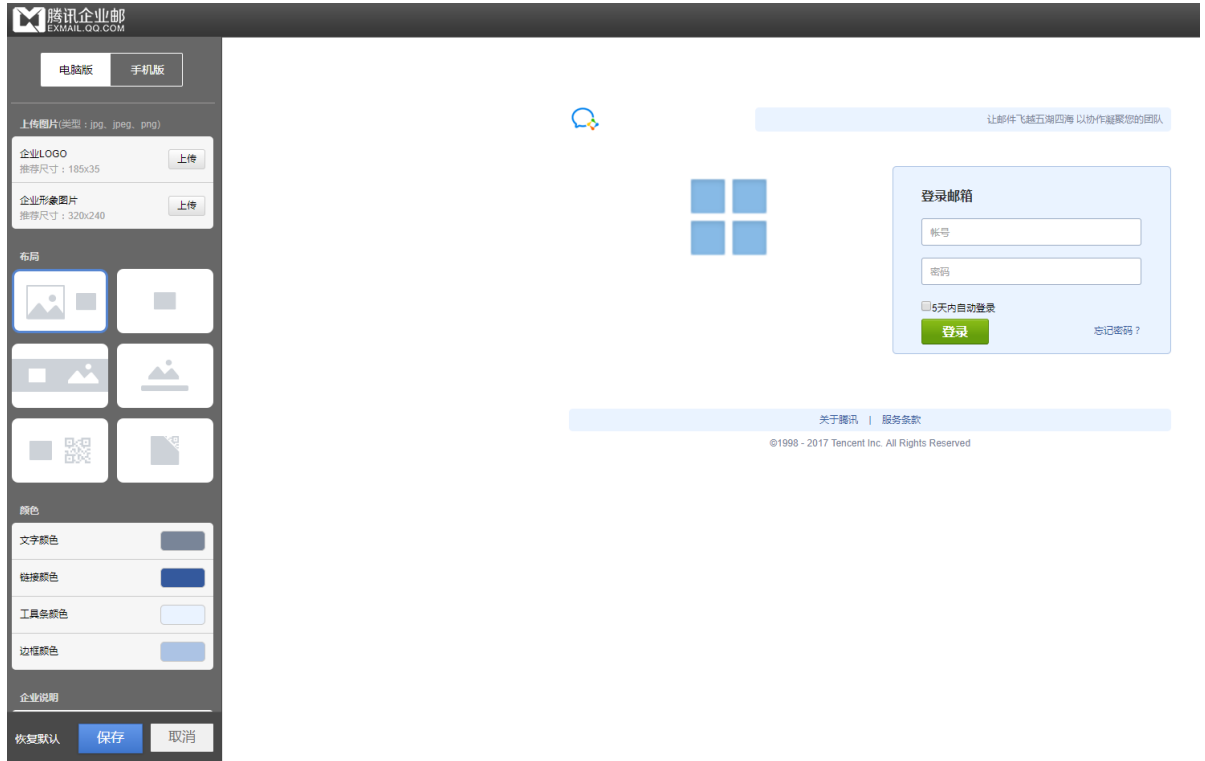 腾讯企业邮
EXMAIL.QQ.COM
电脑版 手机版
上传图片(类型：jpg、jpeg、png)
企业LOGO
推荐尺寸：185x35
上传
企业形象图片
推荐尺寸：320x240
上传
布局
颜色
文字颜色
链接颜色
工具条颜色
边框颜色
企业说明
恢复默认 保存 取消
让邮件飞越五湖四海 以协作凝聚您的团队
登录邮箱
帐号
密码
5天内自动登录
登录 忘记密码？
关于腾讯 | 服务条款
©1998 - 2017 Tencent Inc. All Rights Reserved